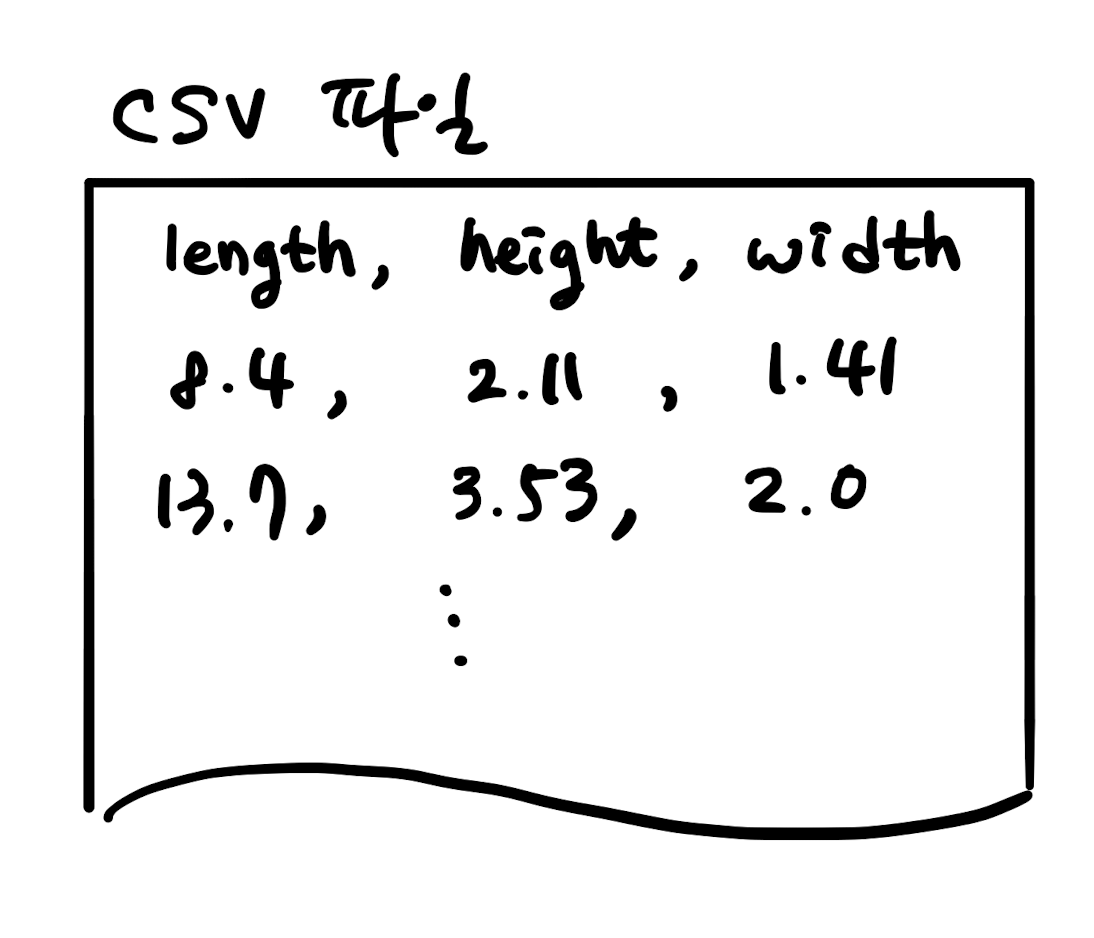 CSV 파일
length, height, width
8.4, 2.11, 1.41
13.7, 3.53, 2.0
⋮